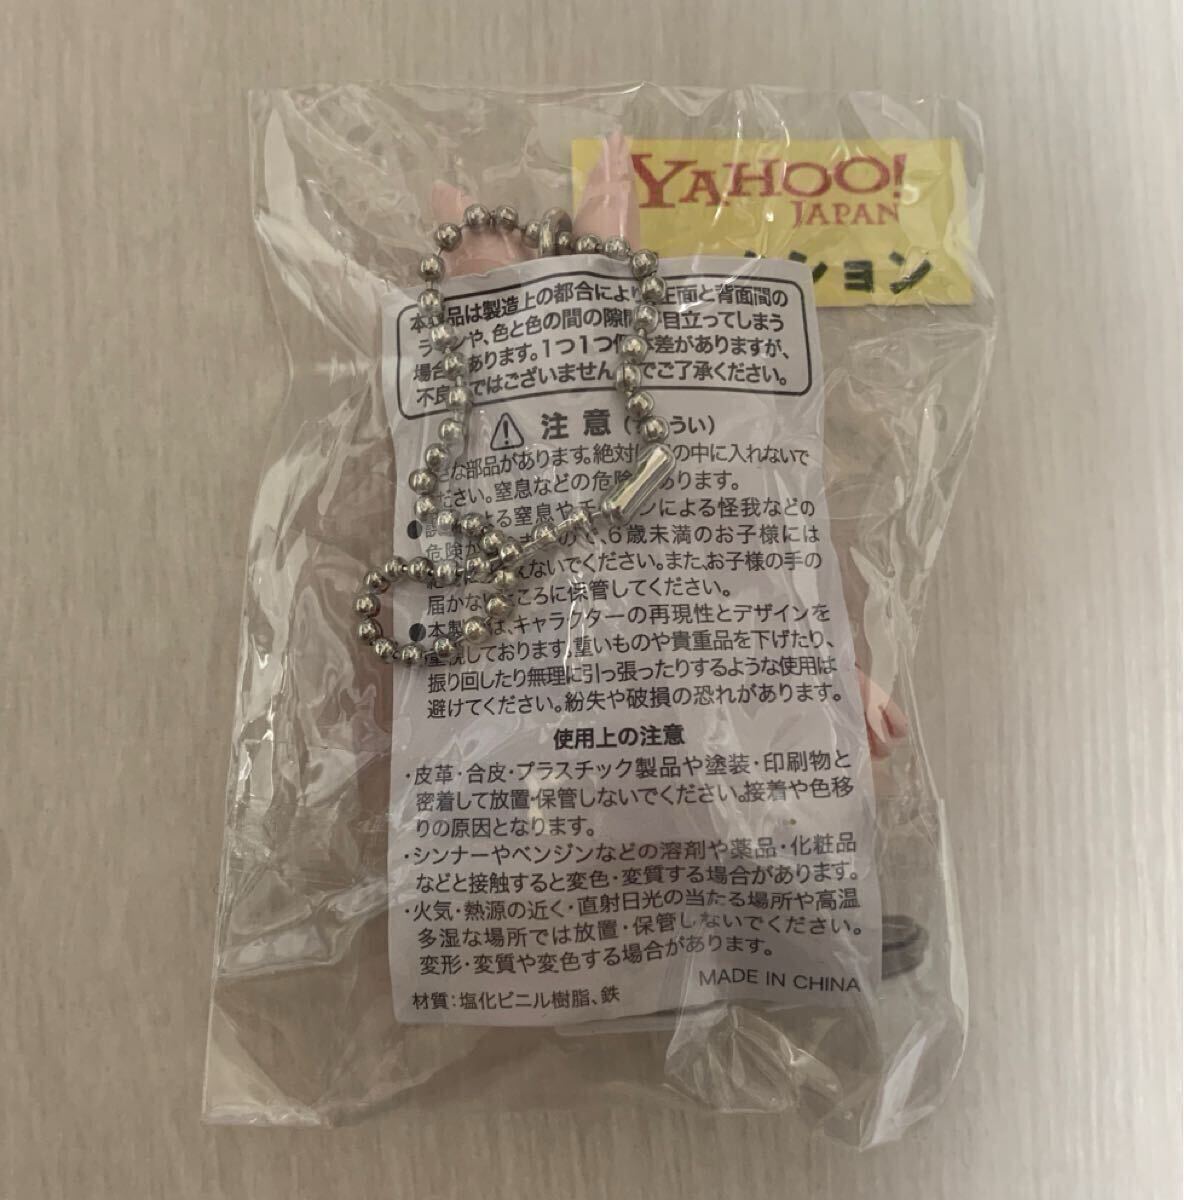 YAHOO!
JAPAN
ション
本 品は製造上の都合により 正面と背面間の
ラ ンや、色と色の間の隙間 目立ってしまう
場合 あります。1つ1つ個 差がありますが、
不良 ではございません でご了承ください。
注意( うい)
な部品があります。絶対 の中に入れないで
ださい。窒息などの危険 あります。
● よる窒息やチ ンによる怪我などの
危険が ので、6歳未満のお子様には
ないでください。また、お子様の手の
届かない ころに保管してください。
●本製 は、キャラクターの再現性とデザインを
重視しております。重いものや貴重品を下げたり、
振り回したり無理に引っ張ったりするような使用は
避けてください。紛失や破損の恐れがあります。
使用上の注意
・皮革・合皮・プラスチック製品や塗装・印刷物と
密着して放置・保管しないでください。接着や色移
りの原因となります。
・シンナーやベンジンなどの溶剤や薬品・化粧品
などと接触すると変色・変質する場合があります。
・火気・熱源の近く・直射日光の当たる場所や高温
多湿な場所では放置・保管しないでください。
変形・変質や変色する場合があります。
MADE IN CHINA
材質:塩化ビニル樹脂、鉄